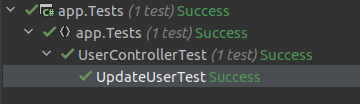 C# app.Tests (1 test) Success
{} app.Tests (1 test) Success
UserControllerTest (1 test) Success
UpdateUserTest Success